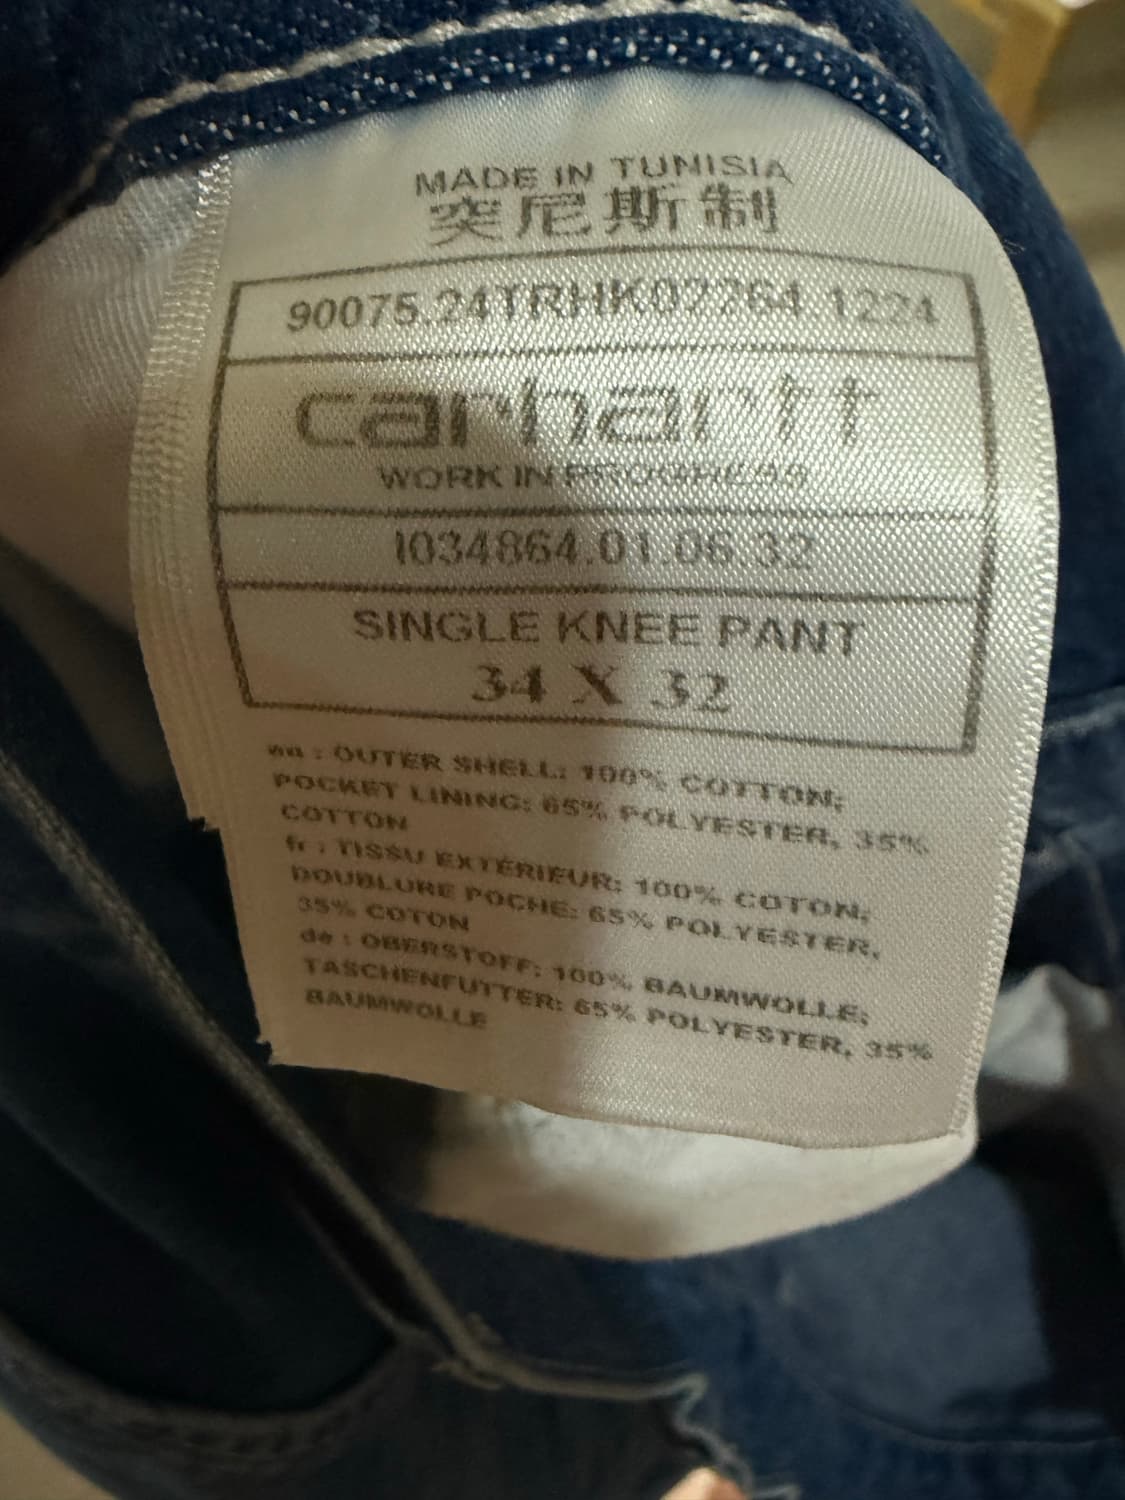 MADE IN TUNISIA
突尼斯制
90075.24TRHK02264.1224
carhartt
WORK IN PROGRESS
I034864.01.06.32
SINGLE KNEE PANT
34 X 32
en : OUTER SHELL: 100% COTTON;
POCKET LINING: 65% POLYESTER, 35%
COTTON
fr : TISSU EXTÉRIEUR: 100% COTON;
DOUBLURE POCHE: 65% POLYESTER,
35% COTON
de : OBERSTOFF: 100% BAUMWOLLE;
TASCHENFUTTER: 65% POLYESTER, 35%
BAUMWOLLE